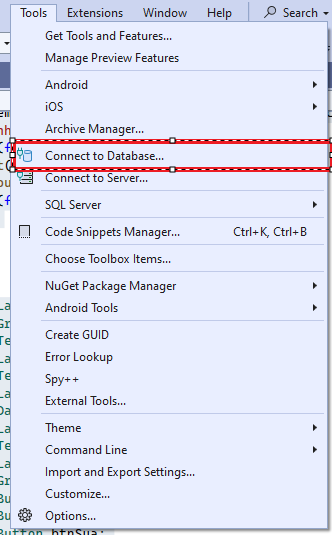 Tools Extensions Window Help Search
Get Tools and Features...
Manage Preview Features
Android
iOS
Archive Manager...
Connect to Database...
Connect to Server...
SQL Server
Code Snippets Manager... Ctrl+K, Ctrl+B
Choose Toolbox Items...
NuGet Package Manager
Android Tools
Create GUID
Error Lookup
Spy++
External Tools...
Theme
Command Line
Import and Export Settings...
Customize...
Options...